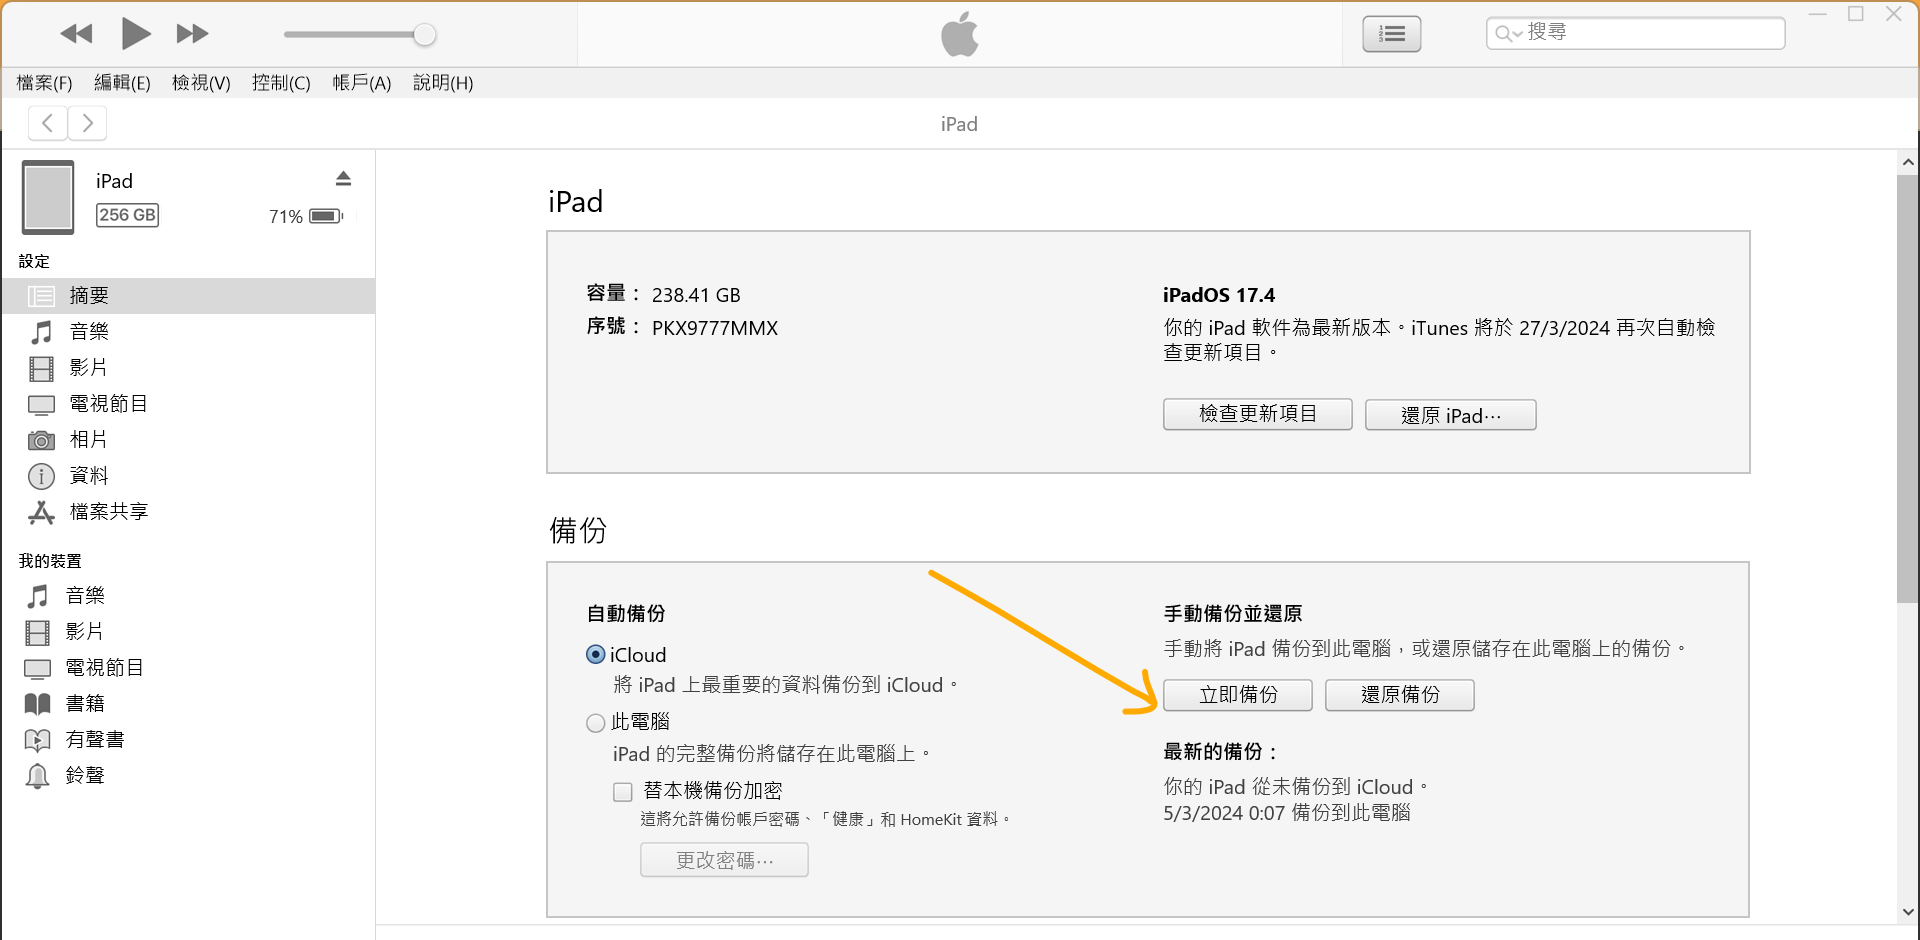 搜尋
檔案(F) 編輯(E) 檢視(V) 控制(C) 帳戶(A) 說明(H)
iPad
iPad
256 GB
71%
設定
摘要
音樂
影片
電視節目
相片
資料
檔案共享
我的裝置
音樂
影片
電視節目
書籍
有聲書
鈴聲
iPad
容量： 238.41 GB
序號： PKX9777MMX
iPadOS 17.4
你的 iPad 軟件為最新版本。iTunes 將於 27/3/2024 再次自動檢
查更新項目。
檢查更新項目 還原 iPad…
備份
自動備份
iCloud
將 iPad 上最重要的資料備份到 iCloud。
此電腦
iPad 的完整備份將儲存在此電腦上。
替本機備份加密
這將允許備份帳戶密碼、「健康」和 HomeKit 資料。
更改密碼…
手動備份並還原
手動將 iPad 備份到此電腦，或還原儲存在此電腦上的備份。
立即備份 還原備份
最新的備份：
你的 iPad 從未備份到 iCloud。
5/3/2024 0:07 備份到此電腦